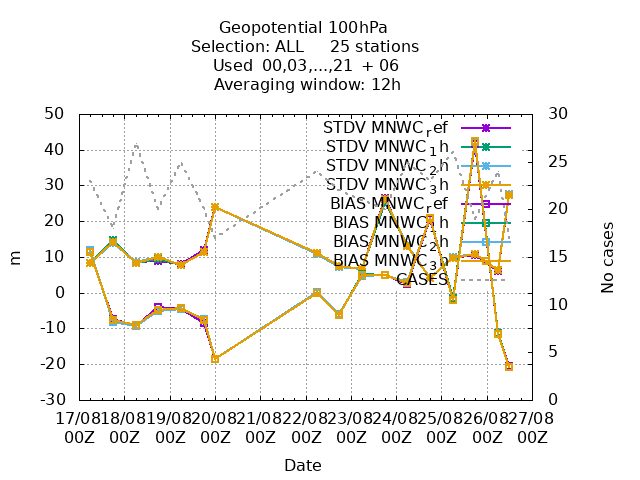 Geopotential 100hPa
Selection: ALL 25 stations
Used 00,03,...,21 + 06
Averaging window: 12h
50
40
30
20
10
0
-10
-20
-30
m
30
25
20
15
10
5
0
No cases
STDV MNWC_ref
STDV MNWC_1h
STDV MNWC_2h
STDV MNWC_3h
BIAS MNWC_ref
BIAS MNWC_1h
BIAS MNWC_2h
BIAS MNWC_3h
CASES
17/08 18/08 19/08 20/08 21/08 22/08 23/08 24/08 25/08 26/08 27/08
00Z 00Z 00Z 00Z 00Z 00Z 00Z 00Z 00Z 00Z 00Z
Date